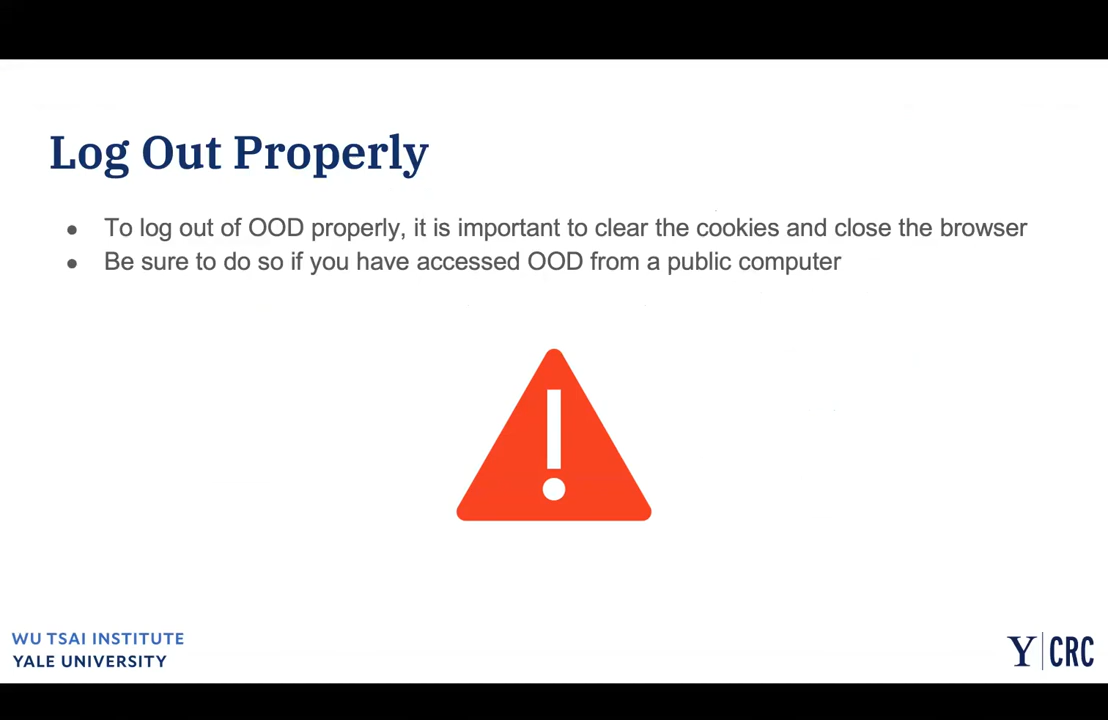 Log Out Properly
● To log out of OOD properly, it is important to clear the cookies and close the browser
● Be sure to do so if you have accessed OOD from a public computer
WU TSAI INSTITUTE
YALE UNIVERSITY
Y CRC